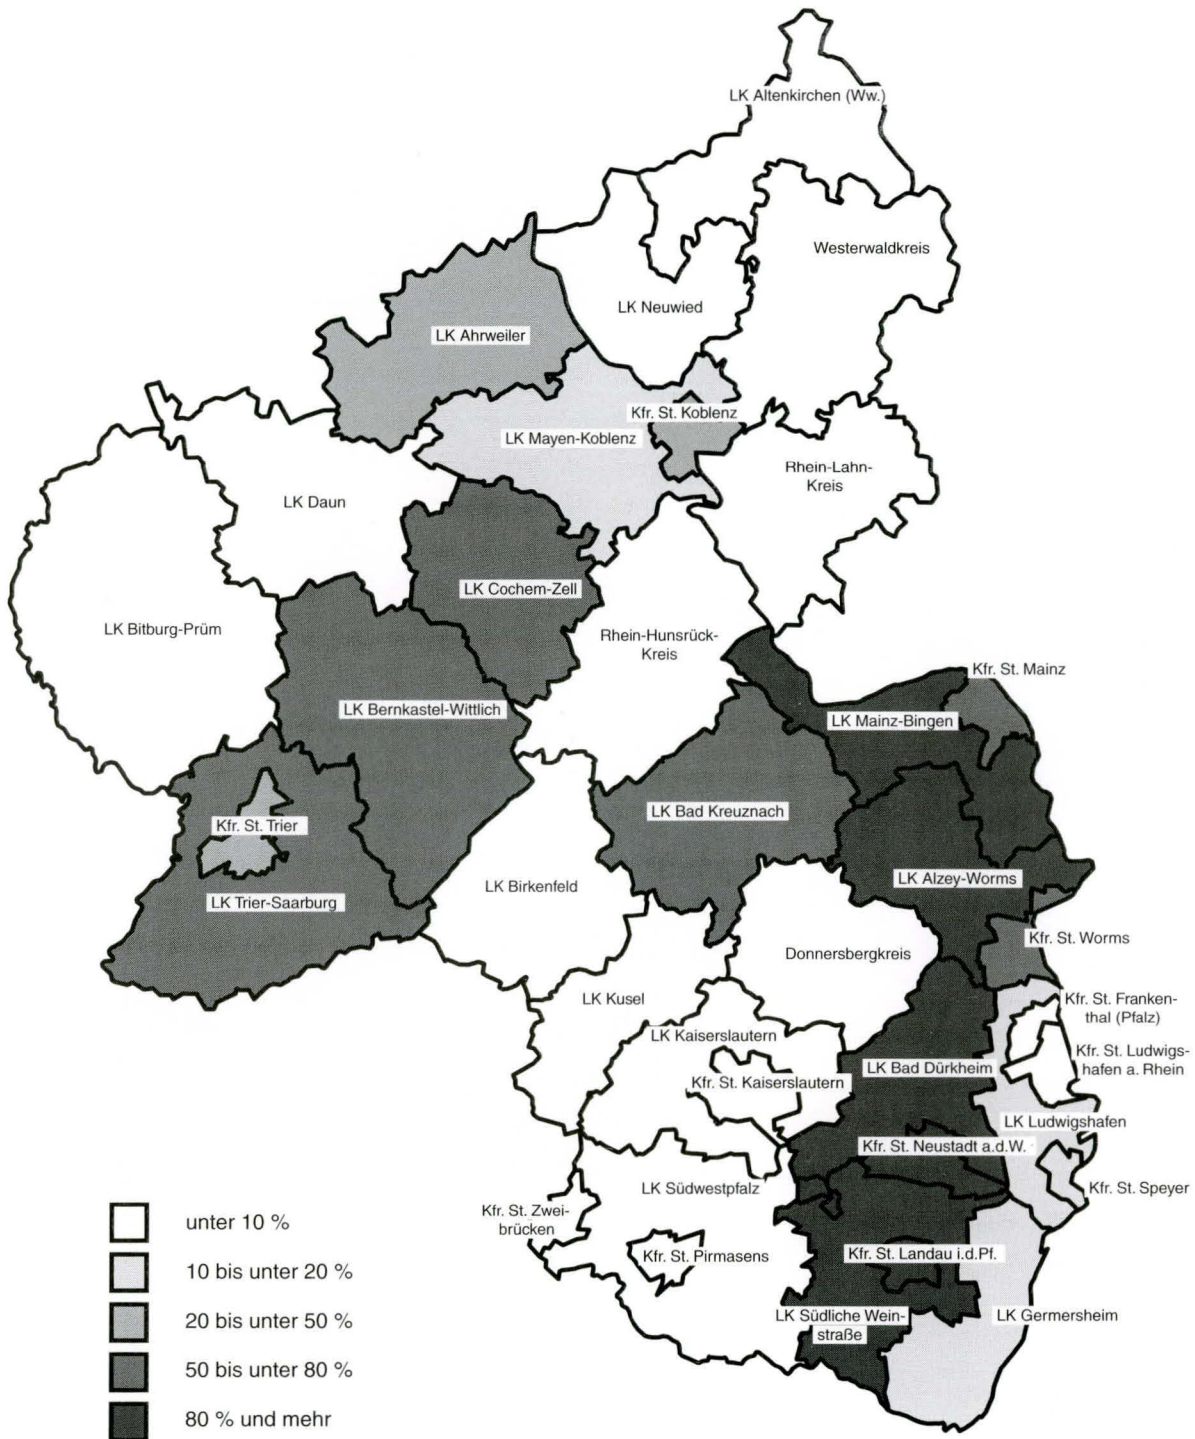 LK Altenkirchen (Ww.)
Westerwaldkreis
LK Neuwied
LK Ahrweiler
Kfr. St. Koblenz
LK Mayen-Koblenz
Rhein-Lahn-
Kreis
LK Daun
LK Cochem-Zell
LK Bitburg-Prüm
Rhein-Hunsrück-
Kreis
Kfr. St. Mainz
LK Bernkastel-Wittlich
LK Mainz-Bingen
LK Bad Kreuznach
Kfr. St. Trier
LK Birkenfeld
LK Alzey-Worms
LK Trier-Saarburg
Kfr. St. Worms
Donnersbergkreis
LK Kusel
Kfr. St. Franken-
thal (Pfalz)
LK Kaiserslautern
Kfr. St. Ludwigs-
hafen a. Rhein
LK Bad Dürkheim
Kfr. St. Kaiserslautern
LK Ludwigshafen
Kfr. St. Neustadt a.d.W.
LK Südwestpfalz
Kfr. St. Speyer
Kfr. St. Zwei-
brücken
Kfr. St. Pirmasens
Kfr. St. Landau i.d.Pf.
LK Südliche Wein-
straße
LK Germersheim
unter 10 %
10 bis unter 20 %
20 bis unter 50 %
50 bis unter 80 %
80 % und mehr